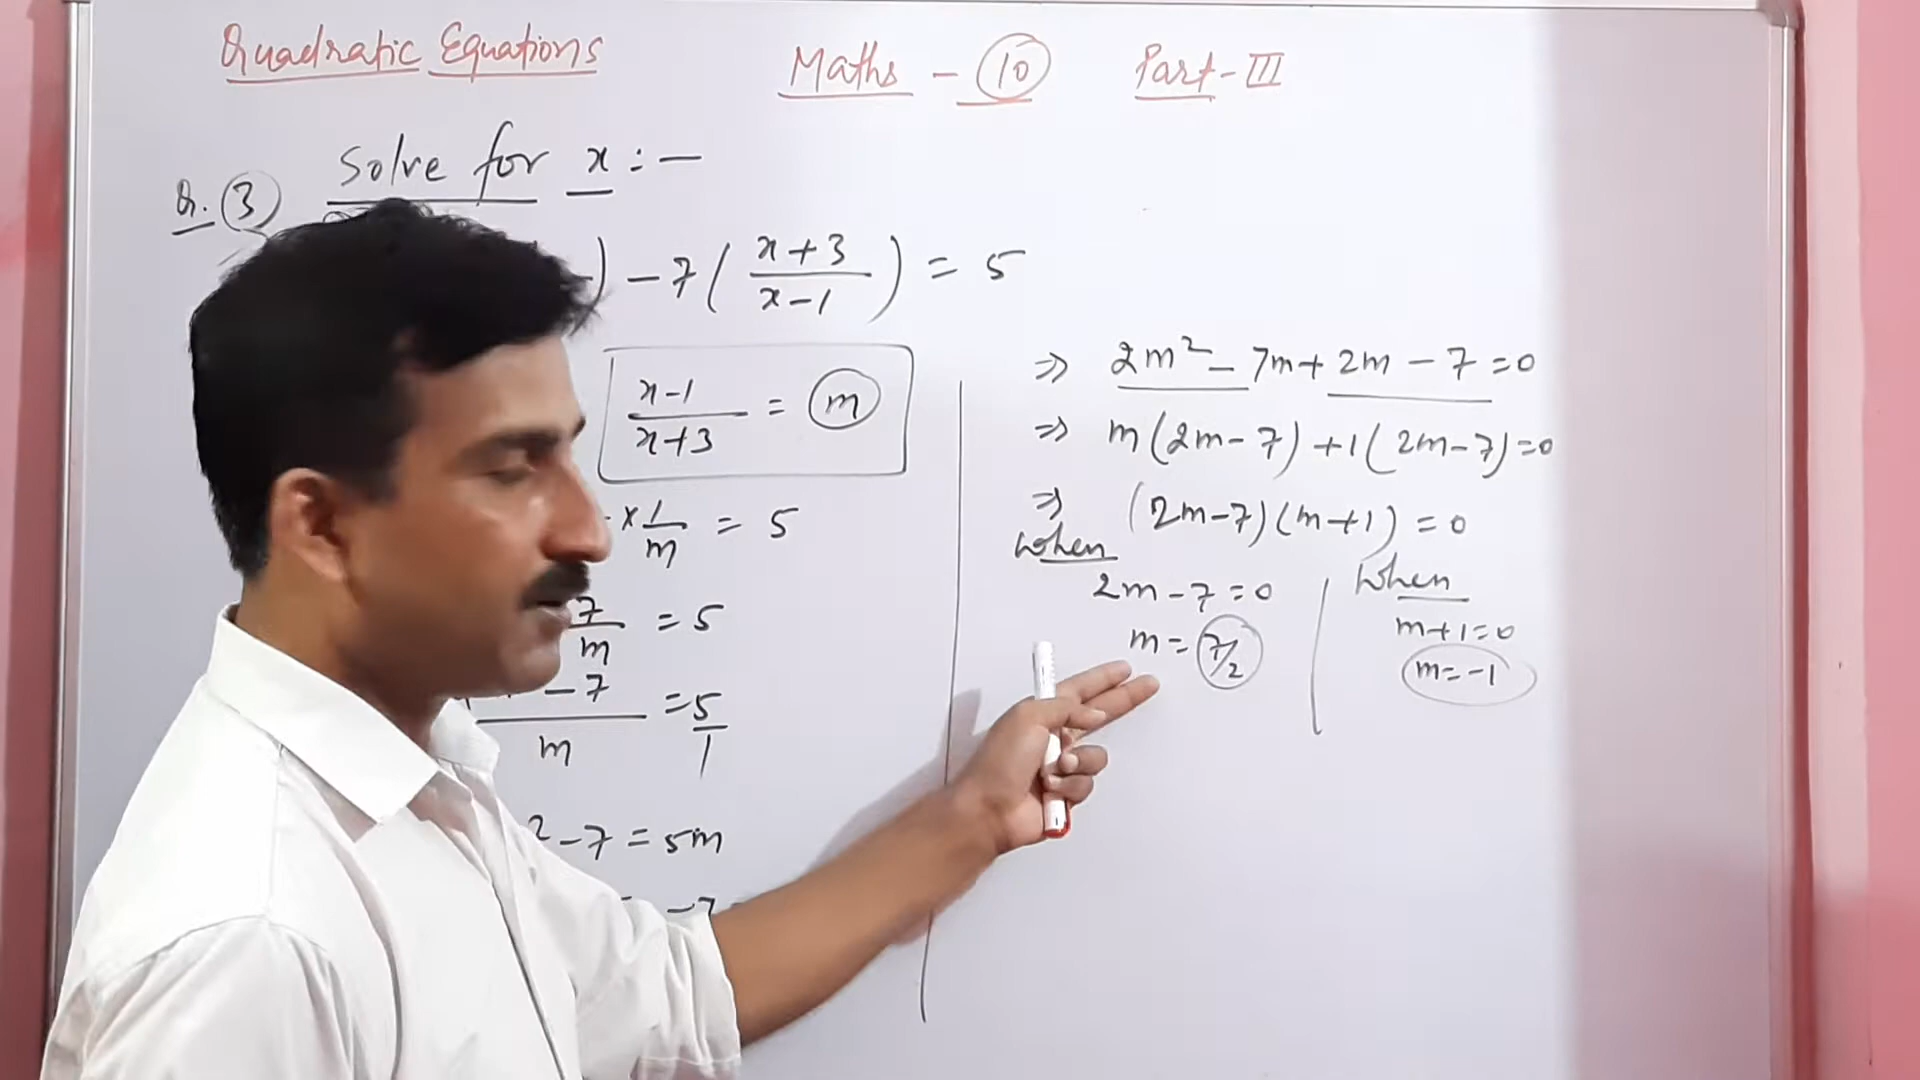 Quadratic Equations Maths - 10 Part-III
Q. 3 Solve for x : —
) - 7 ( x+3 / x-1 ) = 5
x-1 / x+3 = m
× 1/m = 5
7/m = 5
- 7 / m = 5/1
2 - 7 = 5m
- 7
⇒ 2m² - 7m + 2m - 7 = 0
⇒ m(2m - 7) + 1(2m - 7) = 0
⇒ (2m - 7)(m + 1) = 0
When
2m - 7 = 0
m = 7/2
When
m + 1 = 0
m = -1